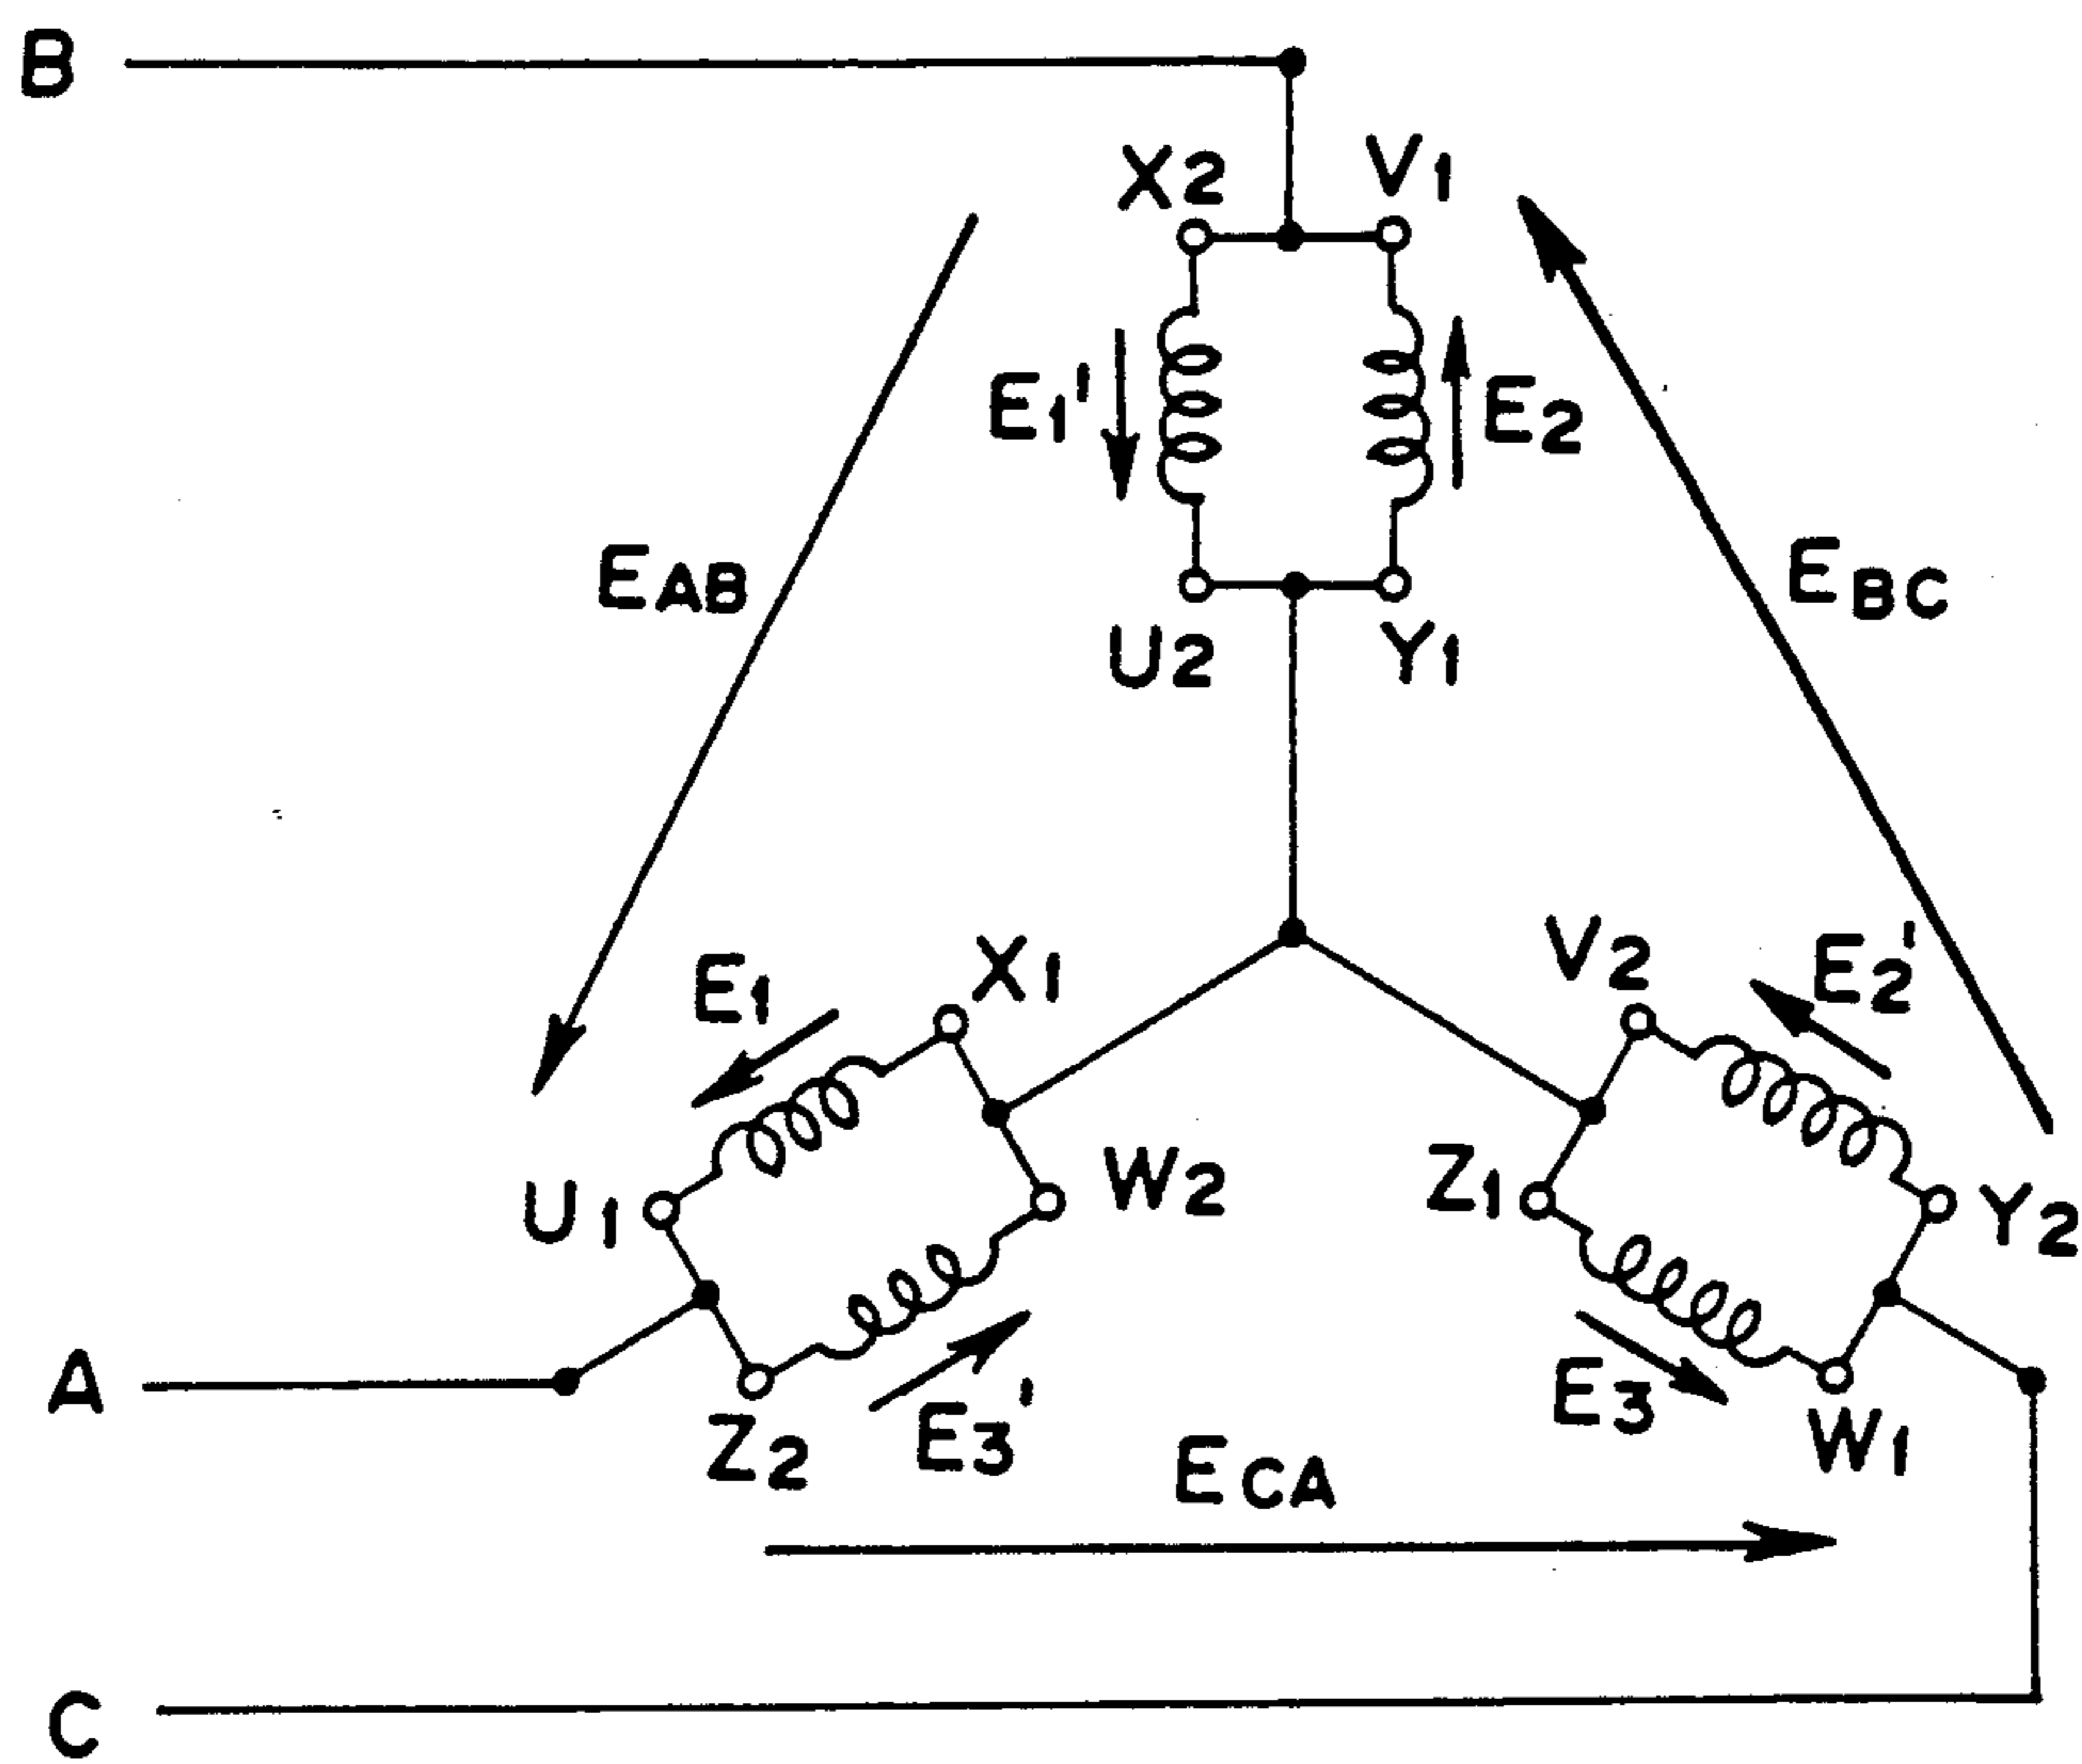 B
X2 V1
E1' E2
EAB EBC
U2 Y1
E1 X1 V2 E2'
U1 W2 Z1 Y2
A
Z2 E3' E3 W1
ECA
C